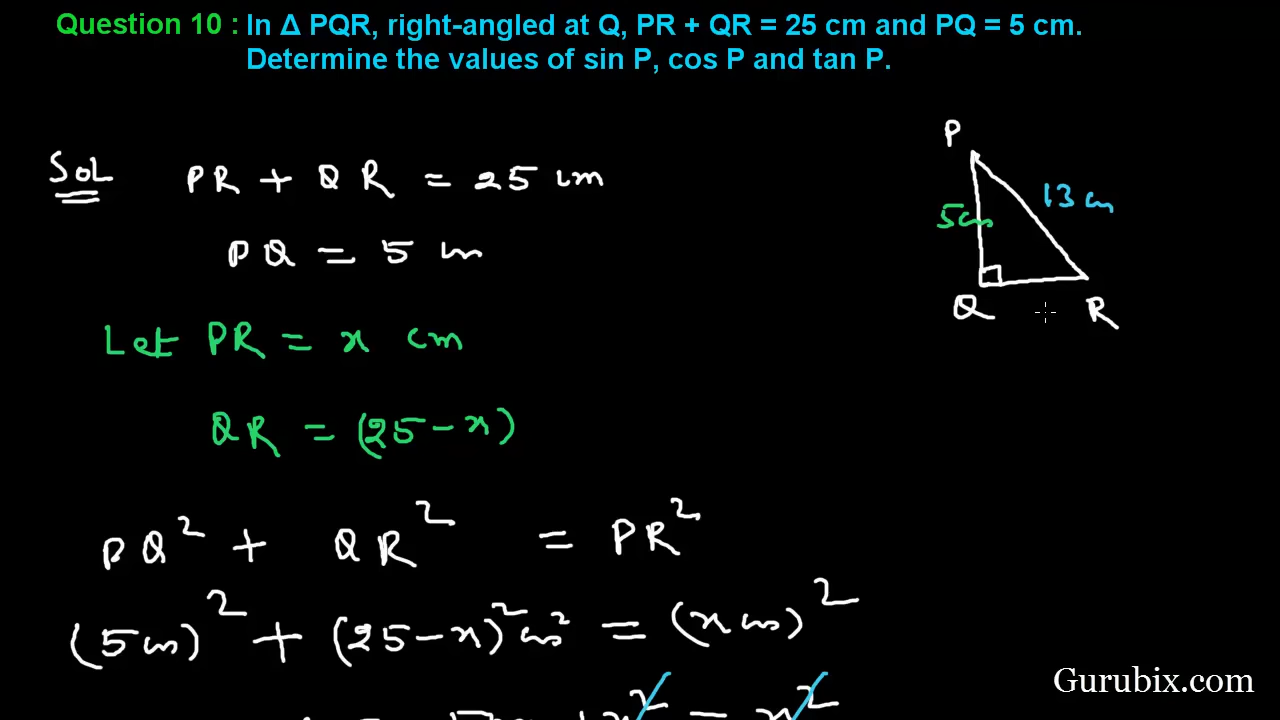 Question 10 : In Δ PQR, right-angled at Q, PR + QR = 25 cm and PQ = 5 cm.
Determine the values of sin P, cos P and tan P.
Sol PR + QR = 25 cm
PQ = 5 cm
Let PR = x cm
QR = (25-x)
PQ² + QR² = PR²
(5cm)² + (25-x)² cm² = (x cm)²
x² = x²
P
5cm
13 cm
Q R
Gurubix.com